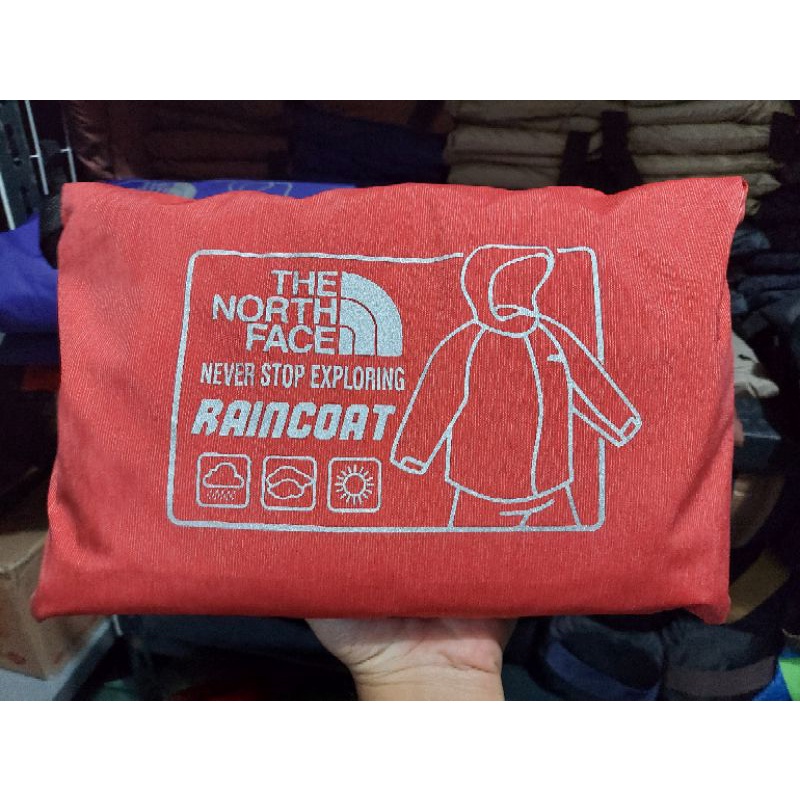 THE
NORTH
FACE
NEVER STOP EXPLORING
RAINCOAT